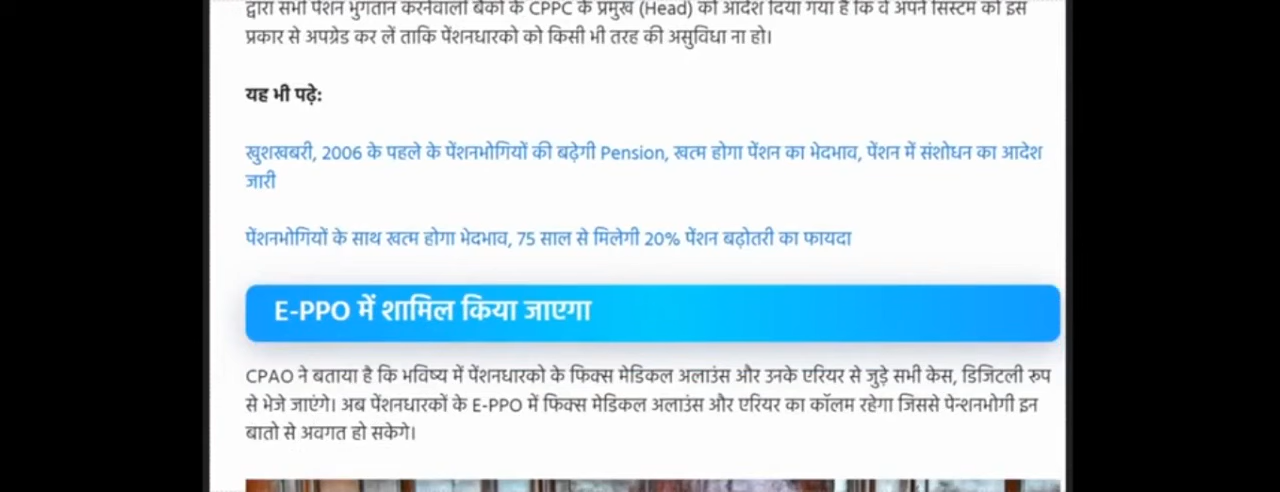 द्वारा सभी पेंशन भुगतान करनेवाली बैंकों के CPPC के प्रमुख (Head) को आदेश दिया गया है कि वे अपने सिस्टम को इस
प्रकार से अपग्रेड कर लें ताकि पेंशनधारको को किसी भी तरह की असुविधा ना हो।
यह भी पढ़े:
खुशखबरी, 2006 के पहले के पेंशनभोगियों की बढ़ेगी Pension, खत्म होगा पेंशन का भेदभाव, पेंशन में संशोधन का आदेश
जारी
पेंशनभोगियों के साथ खत्म होगा भेदभाव, 75 साल से मिलेगी 20% पेंशन बढ़ोतरी का फायदा
E-PPO में शामिल किया जाएगा
CPAO ने बताया है कि भविष्य में पेंशनधारको के फिक्स मेडिकल अलाउंस और उनके एरियर से जुड़े सभी केस, डिजिटली रूप
से भेजे जाएंगे। अब पेंशनधारकों के E-PPO में फिक्स मेडिकल अलाउंस और एरियर का कॉलम रहेगा जिससे पेन्शनभोगी इन
बातो से अवगत हो सकेगे।